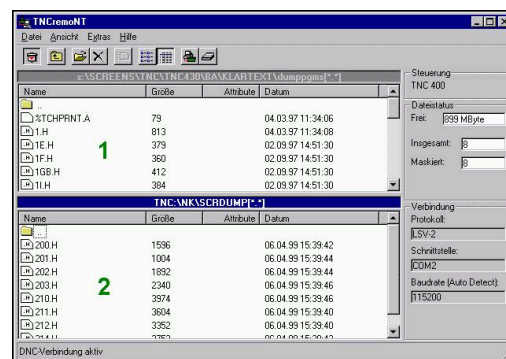 TNCremoNT
Datei Ansicht Extras Hilfe
s:\SCREENS\TNC\TNC430\BA\KLARTEXT\dumppgms[*.*]
Name Größe Attribute Datum
..
%TCHPRNT.A 79 04.03.97 11:34:06
1.H 813 04.03.97 11:34:08
1E.H 379 02.09.97 14:51:30
1F.H 360 02.09.97 14:51:30
1GB.H 412 02.09.97 14:51:30
1I.H 384 02.09.97 14:51:30
1
TNC:\NK\SCRDUMP[*.*]
Name Größe Attribute Datum
..
200.H 1596 06.04.99 15:39:42
201.H 1004 06.04.99 15:39:44
202.H 1892 06.04.99 15:39:44
203.H 2340 06.04.99 15:39:46
210.H 3974 06.04.99 15:39:46
211.H 3604 06.04.99 15:39:40
212.H 3352 06.04.99 15:39:40
214.H 2752 06.04.99 15:39:42
2
Steuerung
TNC 400
Dateistatus
Frei: 899 MByte
Insgesamt: 8
Maskiert: 8
Verbindung
Protokoll:
LSV-2
Schnittstelle:
COM2
Baudrate (Auto Detect):
115200
DNC-Verbindung aktiv